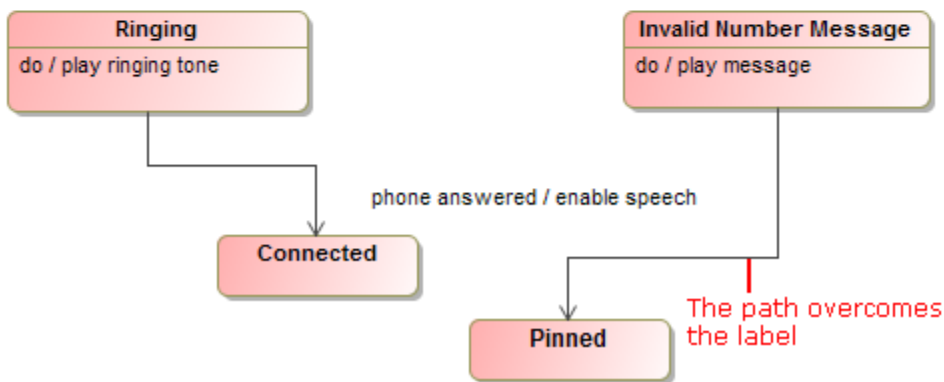 Ringing
do / play ringing tone
Invalid Number Message
do / play message
phone answered / enable speech
Connected
The path overcomes
the label
Pinned